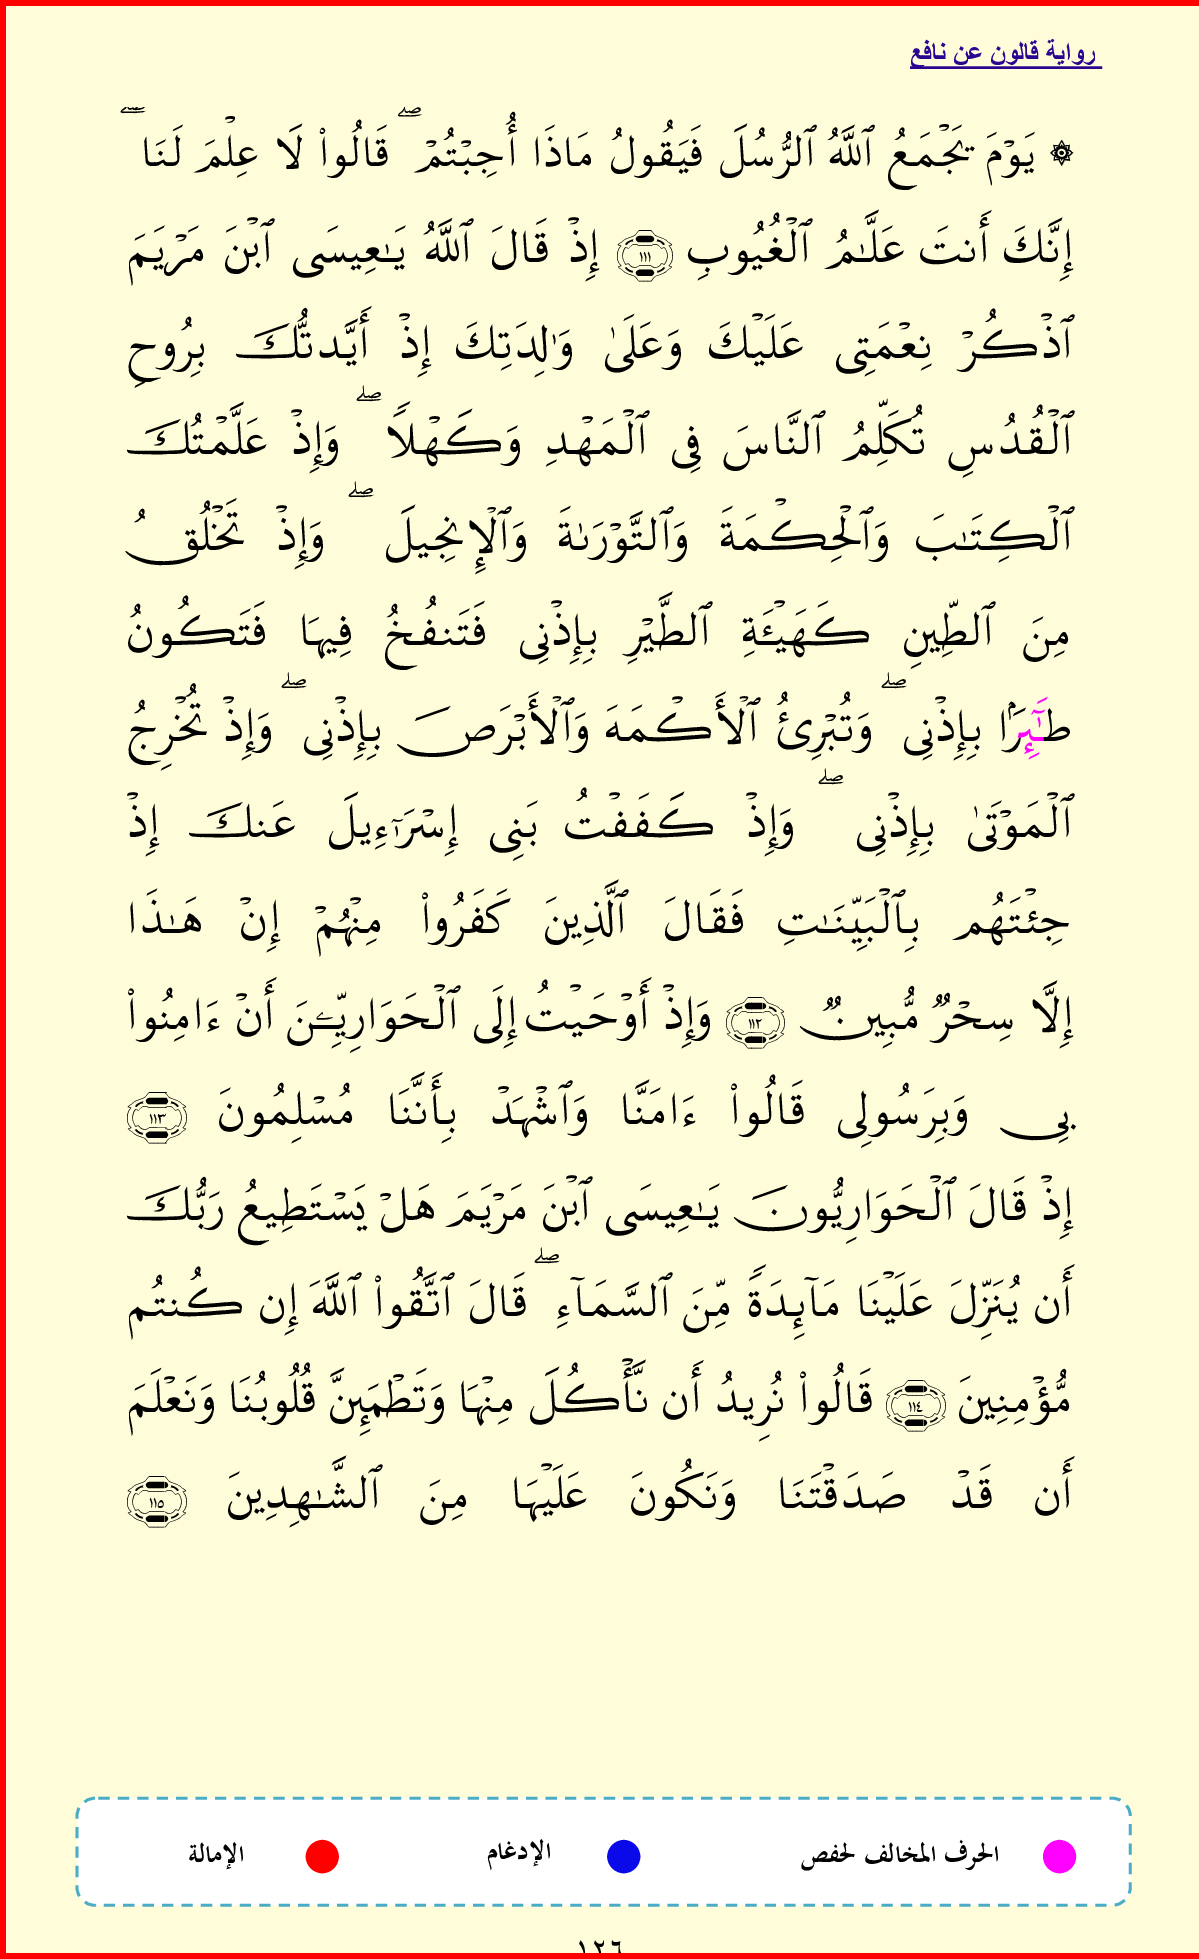 رواية قالون عن نافع
۞ يَوْمَ يَجْمَعُ ٱللَّهُ ٱلرُّسُلَ فَيَقُولُ مَاذَا أُجِبْتُمْ ۖ قَالُواْ لَا عِلْمَ لَنَا ۖ
إِنَّكَ أَنتَ عَلَّٰمُ ٱلْغُيُوبِ ١١١ إِذْ قَالَ ٱللَّهُ يَٰعِيسَى ٱبْنَ مَرْيَمَ
ٱذْكُرْ نِعْمَتِى عَلَيْكَ وَعَلَىٰ وَٰلِدَتِكَ إِذْ أَيَّدتُّكَ بِرُوحِ
ٱلْقُدُسِ تُكَلِّمُ ٱلنَّاسَ فِى ٱلْمَهْدِ وَكَهْلًا ۖ وَإِذْ عَلَّمْتُكَ
ٱلْكِتَٰبَ وَٱلْحِكْمَةَ وَٱلتَّوْرَىٰةَ وَٱلْإِنجِيلَ ۖ وَإِذْ تَخْلُقُ
مِنَ ٱلطِّينِ كَهَيْـَٔةِ ٱلطَّيْرِ بِإِذْنِى فَتَنفُخُ فِيهَا فَتَكُونُ
طَٰٓئِرَۢا بِإِذْنِى ۖ وَتُبْرِئُ ٱلْأَكْمَهَ وَٱلْأَبْرَصَ بِإِذْنِى ۖ وَإِذْ تُخْرِجُ
ٱلْمَوْتَىٰ بِإِذْنِى ۖ وَإِذْ كَفَفْتُ بَنِى إِسْرَٰٓءِيلَ عَنكَ إِذْ
جِئْتَهُم بِٱلْبَيِّنَٰتِ فَقَالَ ٱلَّذِينَ كَفَرُواْ مِنْهُمْ إِنْ هَٰذَا
إِلَّا سِحْرٌ مُّبِينٌ ١١٢ وَإِذْ أَوْحَيْتُ إِلَى ٱلْحَوَارِيِّـۧنَ أَنْ ءَامِنُواْ
بِى وَبِرَسُولِى قَالُواْ ءَامَنَّا وَٱشْهَدْ بِأَنَّنَا مُسْلِمُونَ ١١٣
إِذْ قَالَ ٱلْحَوَارِيُّونَ يَٰعِيسَى ٱبْنَ مَرْيَمَ هَلْ يَسْتَطِيعُ رَبُّكَ
أَن يُنَزِّلَ عَلَيْنَا مَآئِدَةً مِّنَ ٱلسَّمَآءِ ۖ قَالَ ٱتَّقُواْ ٱللَّهَ إِن كُنتُم
مُّؤْمِنِينَ ١١٤ قَالُواْ نُرِيدُ أَن نَّأْكُلَ مِنْهَا وَتَطْمَئِنَّ قُلُوبُنَا وَنَعْلَمَ
أَن قَدْ صَدَقْتَنَا وَنَكُونَ عَلَيْهَا مِنَ ٱلشَّٰهِدِينَ ١١٥
الحرف المخالف لحفص الإدغام الإمالة
١٢٦